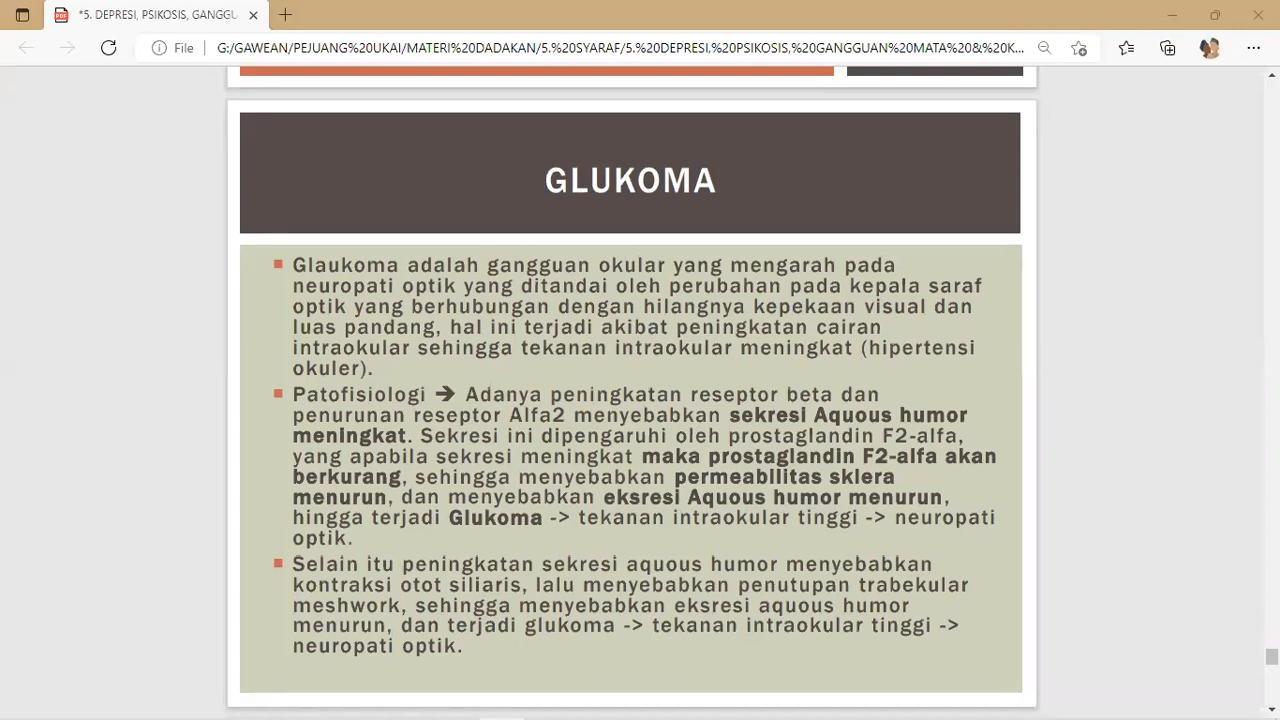 *5. DEPRESI, PSIKOSIS, GANGGU
File
G:/GAWEAN/PEJUANG%20UKAI/MATERI%20DADAKAN/5.%20SYARAF/5.%20DEPRESI,%20PSIKOSIS,%20GANGGUAN%20MATA%20&%20K...
GLUKOMA
Glaukoma adalah gangguan okular yang mengarah pada
neuropati optik yang ditandai oleh perubahan pada kepala saraf
optik yang berhubungan dengan hilangnya kepekaan visual dan
luas pandang, hal ini terjadi akibat peningkatan cairan
intraokular sehingga tekanan intraokular meningkat (hipertensi
okuler).
Patofisiologi ➔ Adanya peningkatan reseptor beta dan
penurunan reseptor Alfa2 menyebabkan sekresi Aquous humor
meningkat. Sekresi ini dipengaruhi oleh prostaglandin F2-alfa,
yang apabila sekresi meningkat maka prostaglandin F2-alfa akan
berkurang, sehingga menyebabkan permeabilitas sklera
menurun, dan menyebabkan eksresi Aquous humor menurun,
hingga terjadi Glukoma -> tekanan intraokular tinggi -> neuropati
optik.
Selain itu peningkatan sekresi aquous humor menyebabkan
kontraksi otot siliaris, lalu menyebabkan penutupan trabekular
meshwork, sehingga menyebabkan eksresi aquous humor
menurun, dan terjadi glukoma -> tekanan intraokular tinggi ->
neuropati optik.